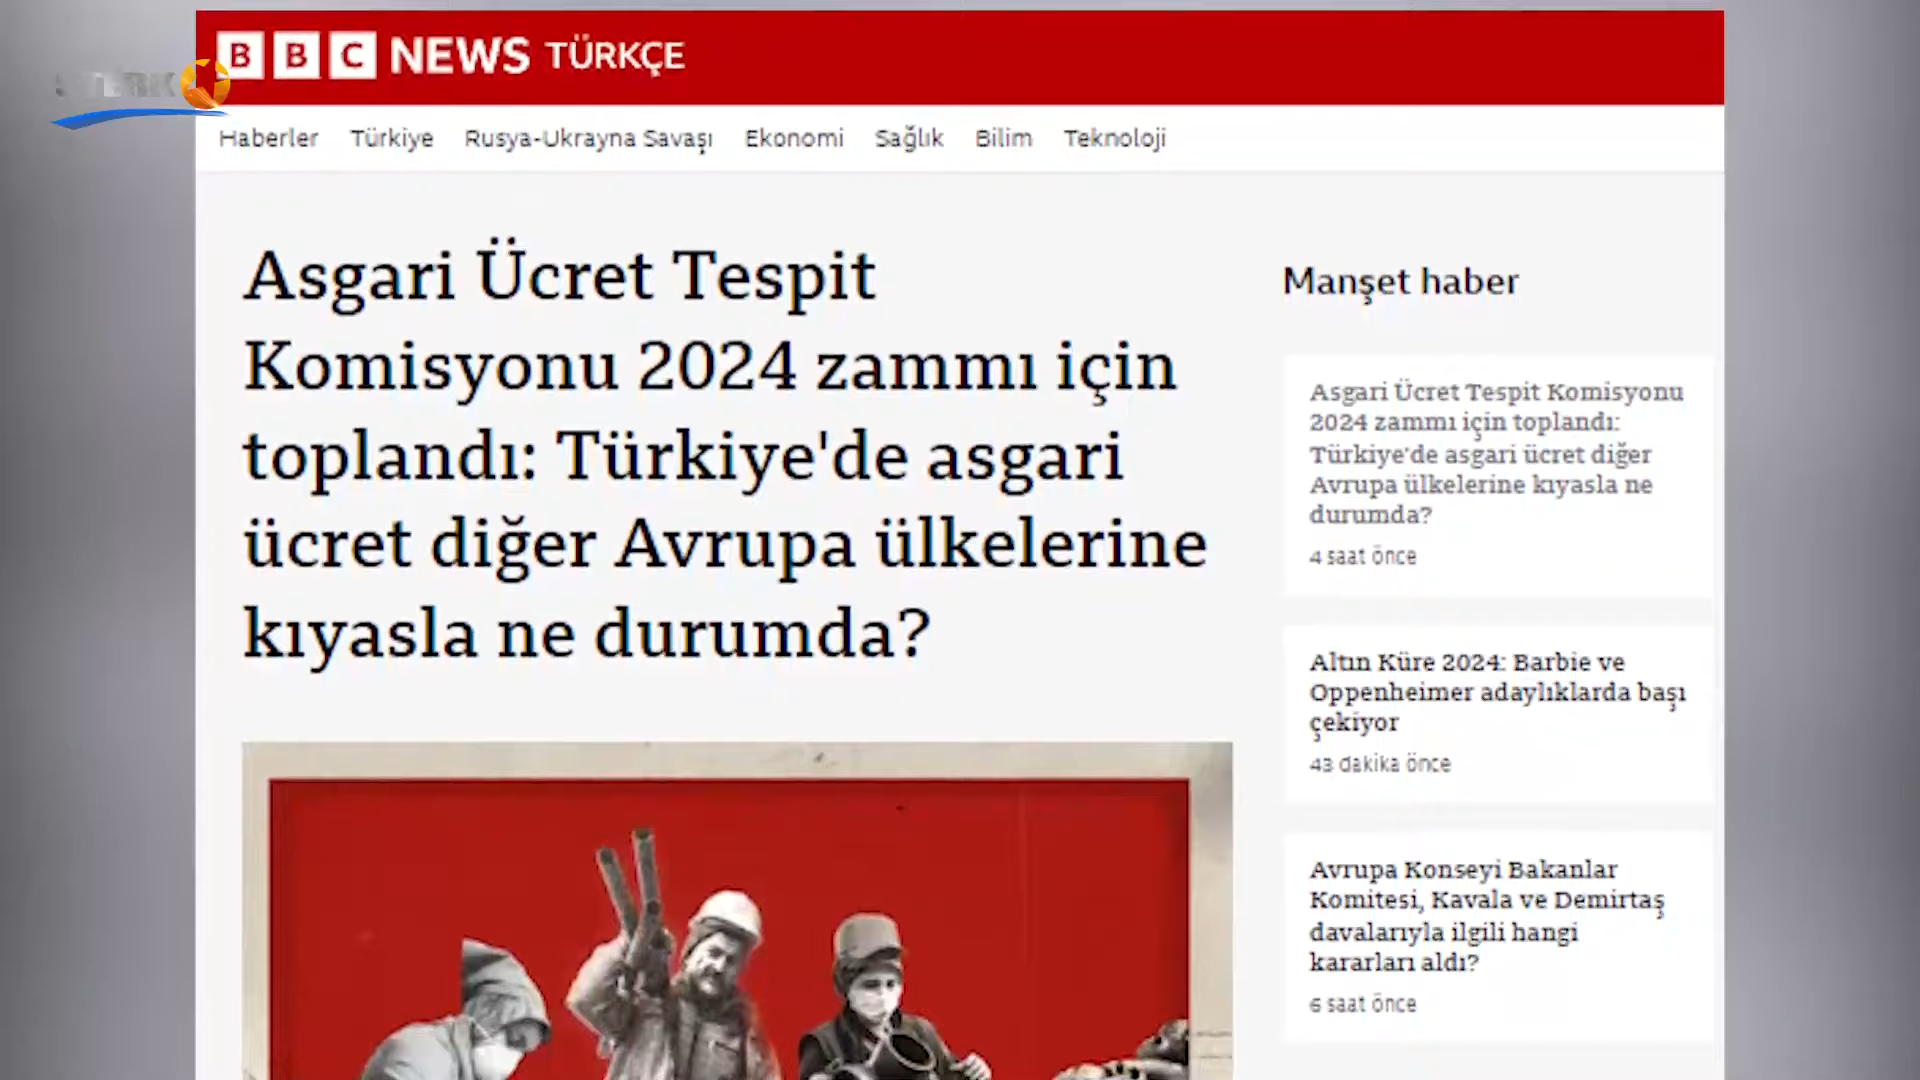 BBC NEWS TÜRKÇE
Haberler Türkiye Rusya-Ukrayna Savaşı Ekonomi Sağlık Bilim Teknoloji
Asgari Ücret Tespit
Komisyonu 2024 zammı için
toplandı: Türkiye'de asgari
ücret diğer Avrupa ülkelerine
kıyasla ne durumda?
Manşet haber
Asgari Ücret Tespit Komisyonu
2024 zammı için toplandı:
Türkiye'de asgari ücret diğer
Avrupa ülkelerine kıyasla ne
durumda?
4 saat önce
Altın Küre 2024: Barbie ve
Oppenheimer adaylıklarda başı
çekiyor
43 dakika önce
Avrupa Konseyi Bakanlar
Komitesi, Kavala ve Demirtaş
davalarıyla ilgili hangi
kararları aldı?
6 saat önce